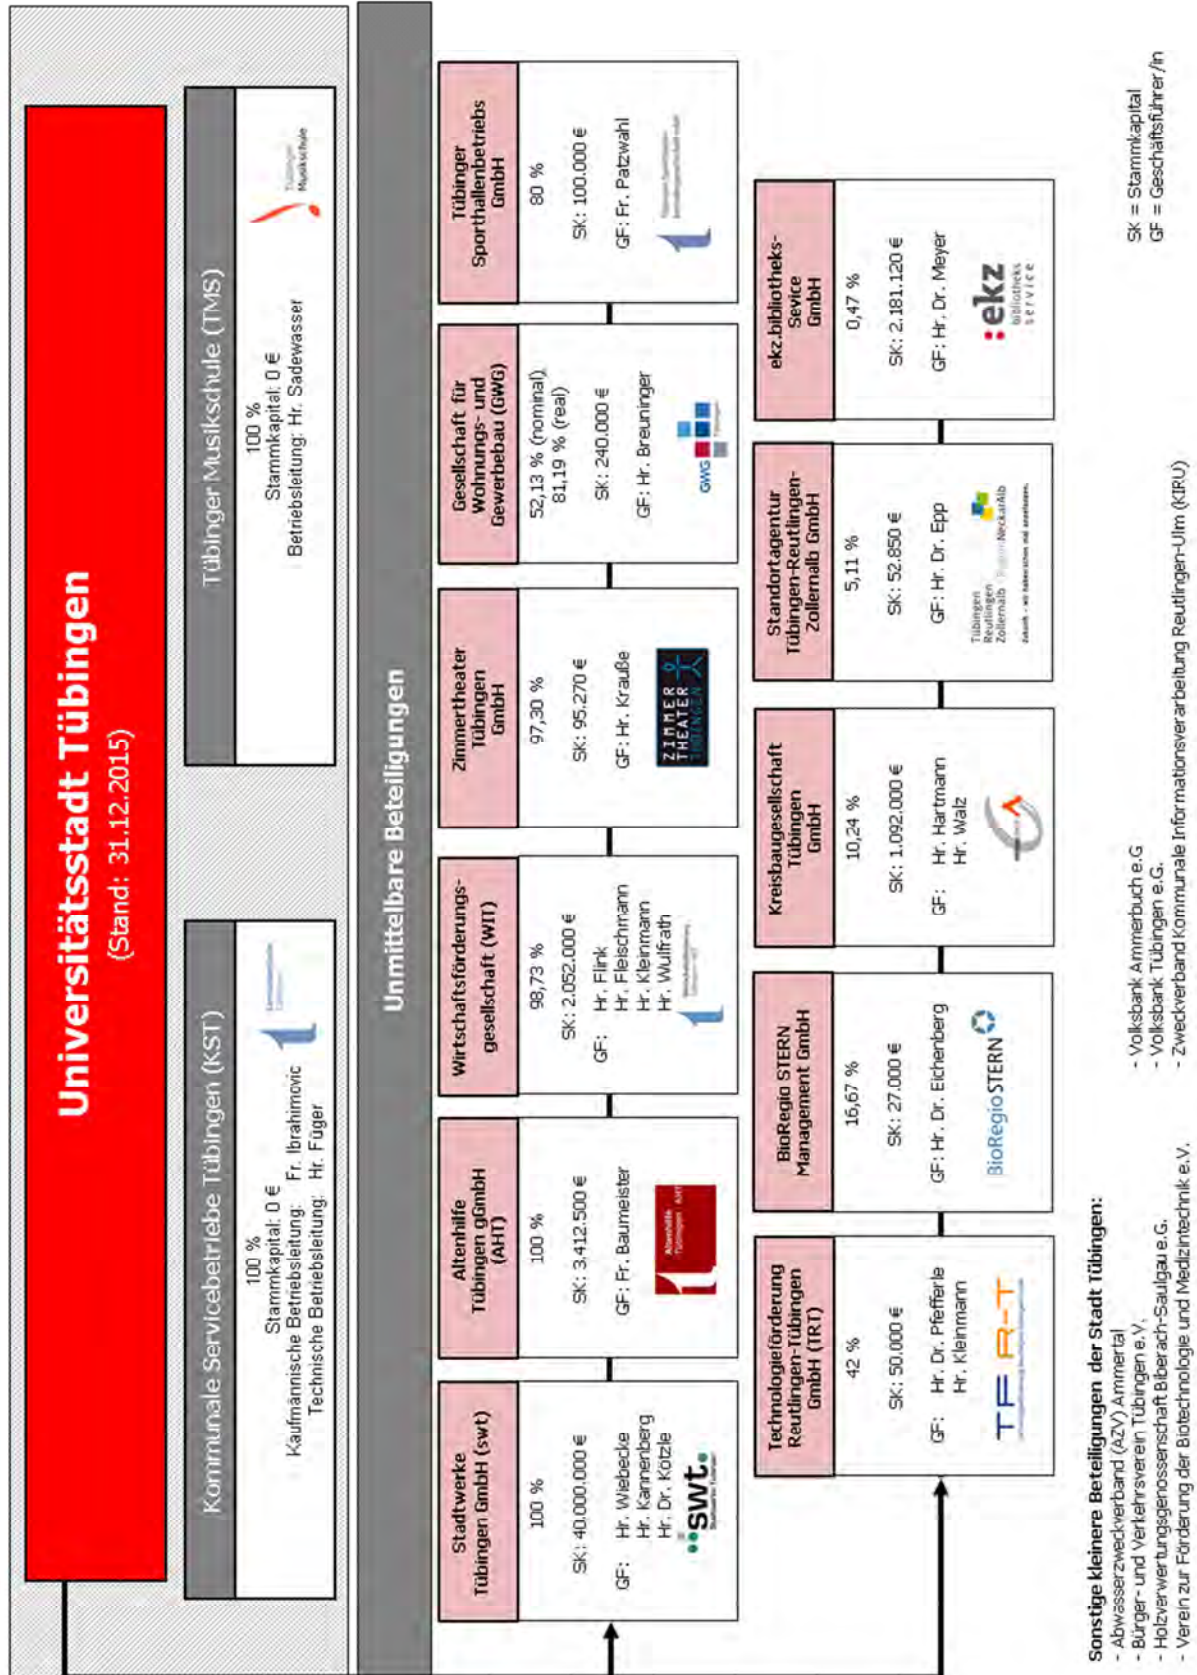 Universitätsstadt Tübingen
(Stand: 31.12.2015)
Kommunale Servicebetriebe Tübingen (KST)
100 %
Stammkapital: 0 €
Kaufmännische Betriebsleitung: Fr. Ibrahimovic
Technische Betriebsleitung: Hr. Füger
Tübinger Musikschule (TMS)
100 %
Stammkapital: 0 €
Betriebsleitung: Hr. Sadewasser
Tübinger
Musikschule
Unmittelbare Beteiligungen
Stadtwerke
Tübingen GmbH (swt)
100 %
SK: 40.000.000 €
GF: Hr. Wiebecke
Hr. Kannenberg
Hr. Dr. Kötzle
swt.
Altenhilfe
Tübingen gGmbH
(AHT)
100 %
SK: 3.412.500 €
GF: Fr. Baumeister
Altenhilfe
Tübingen AHT
Wirtschaftsförderungs-
gesellschaft (WIT)
98,73 %
SK: 2.052.000 €
GF: Hr. Flink
Hr. Fleischmann
Hr. Kleinmann
Hr. Wulfrath
Zimmertheater
Tübingen
GmbH
97,30 %
SK: 95.270 €
GF: Hr. Krauße
ZIMMER
THEATER
TÜBINGEN
Gesellschaft für
Wohnungs- und
Gewerbebau (GWG)
52,13 % (nominal),
81,19 % (real)
SK: 240.000 €
GF: Hr. Breuninger
GWG
Tübinger
Sporthallenbetriebs
GmbH
80 %
SK: 100.000 €
GF: Fr. Patzwahl
Technologieförderung
Reutlingen-Tübingen
GmbH (TRT)
42 %
SK: 50.000 €
GF: Hr. Dr. Pfefferle
Hr. Kleinmann
TF R-T
BioRegio STERN
Management GmbH
16,67 %
SK: 27.000 €
GF: Hr. Dr. Eichenberg
BioRegio STERN
Kreisbaugesellschaft
Tübingen
GmbH
10,24 %
SK: 1.092.000 €
GF: Hr. Hartmann
Hr. Walz
Standortagentur
Tübingen-Reutlingen-
Zollernalb GmbH
5,11 %
SK: 52.850 €
GF: Hr. Dr. Epp
Tübingen
Reutlingen
Zollernalb
NeckarAlb
ekz.bibliotheks-
Sevice
GmbH
0,47 %
SK: 2.181.120 €
GF: Hr. Dr. Meyer
:ekz
bibliotheks
service
Sonstige kleinere Beteiligungen der Stadt Tübingen:
- Abwasserzweckverband (AZV) Ammertal
- Bürger- und Verkehrsverein Tübingen e.V.
- Holzverwertungsgenossenschaft Biberach-Saulgau e.G.
- Verein zur Förderung der Biotechnologie und Medizintechnik e.V.
- Volksbank Ammerbuch e.G
- Volksbank Tübingen e.G.
- Zweckverband Kommunale Informationsverarbeitung Reutlingen-Ulm (KIRU)
SK = Stammkapital
GF = Geschäftsführer/in